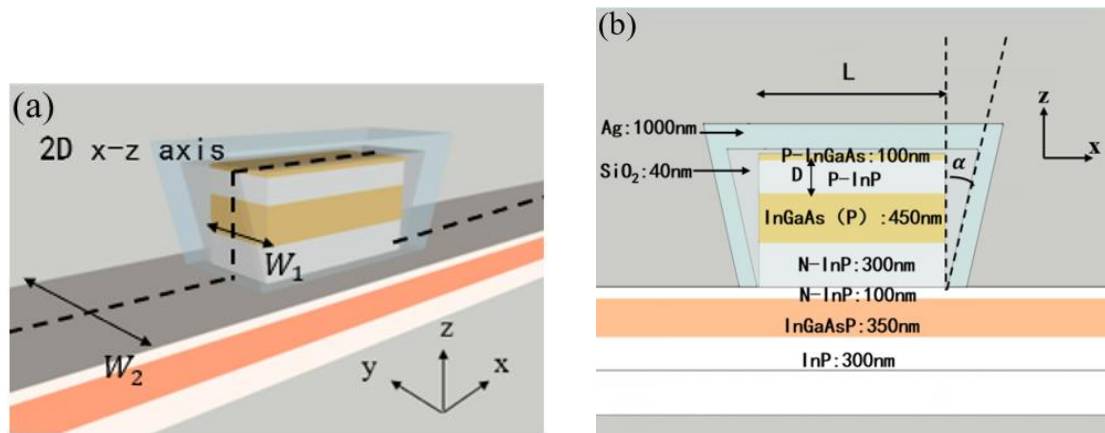 (a)
2D x-z axis
W₁
W₂
z
y
x
(b)
L
z
x
Ag:1000nm
P-InGaAs:100nm
SiO₂:40nm
D
P-InP
α
InGaAs (P) :450nm
N-InP:300nm
N-InP:100nm
InGaAsP:350nm
InP:300nm